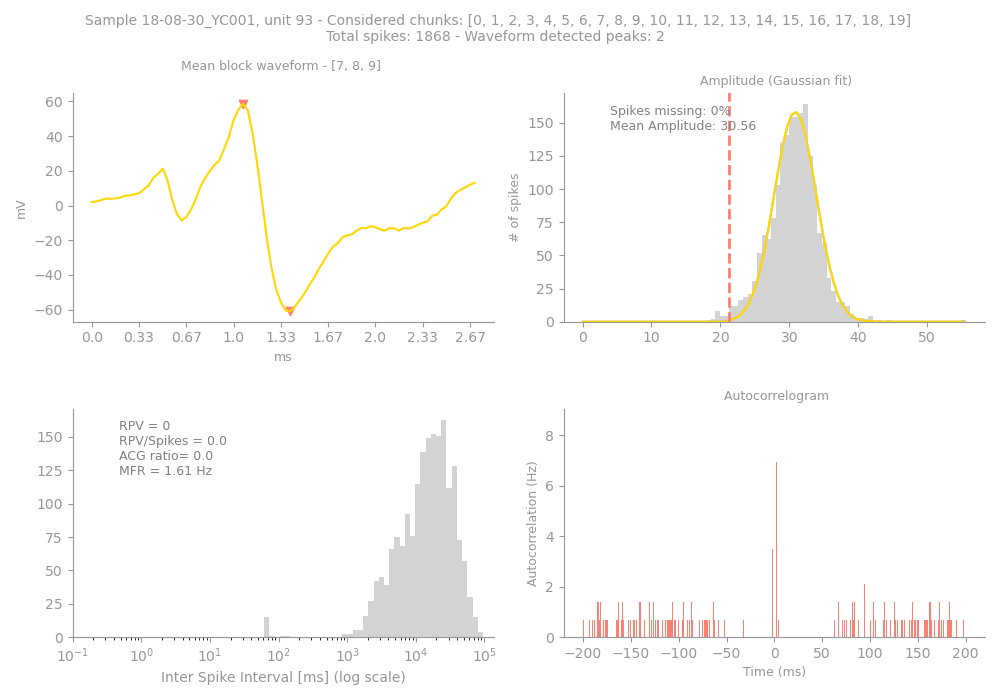 Sample 18-08-30_YC001, unit 93 - Considered chunks: [0, 1, 2, 3, 4, 5, 6, 7, 8, 9, 10, 11, 12, 13, 14, 15, 16, 17, 18, 19]
Total spikes: 1868 - Waveform detected peaks: 2
Mean block waveform - [7, 8, 9]
60
40
20
0
−20
−40
−60
mV
0.0 0.33 0.67 1.0 1.33 1.67 2.0 2.33 2.67
ms
Amplitude (Gaussian fit)
Spikes missing: 0%
Mean Amplitude: 30.56
150
125
100
75
50
25
0
# of spikes
0 10 20 30 40 50
RPV = 0
RPV/Spikes = 0.0
ACG ratio= 0.0
MFR = 1.61 Hz
150
125
100
75
50
25
0
10⁻¹ 10⁰ 10¹ 10² 10³ 10⁴ 10⁵
Inter Spike Interval [ms] (log scale)
Autocorrelogram
8
6
4
2
0
Autocorrelation (Hz)
−200 −150 −100 −50 0 50 100 150 200
Time (ms)